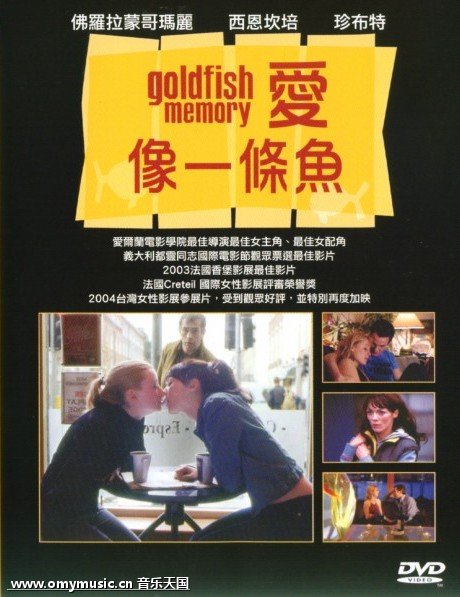 佛羅拉蒙哥瑪麗 西恩坎培 珍布特
goldfish
memory
愛
像一條魚
愛爾蘭電影學院最佳導演最佳女主角、最佳女配角
義大利都靈同志國際電影節觀眾票選最佳影片
2003法國香堡影展最佳影片
法國Creteil 國際女性影展評審榮譽獎
2004台灣女性影展參展片，受到觀眾好評，並特別再度加映
Espre
DVD
VIDEO
www.omymusic.cn 音乐天国